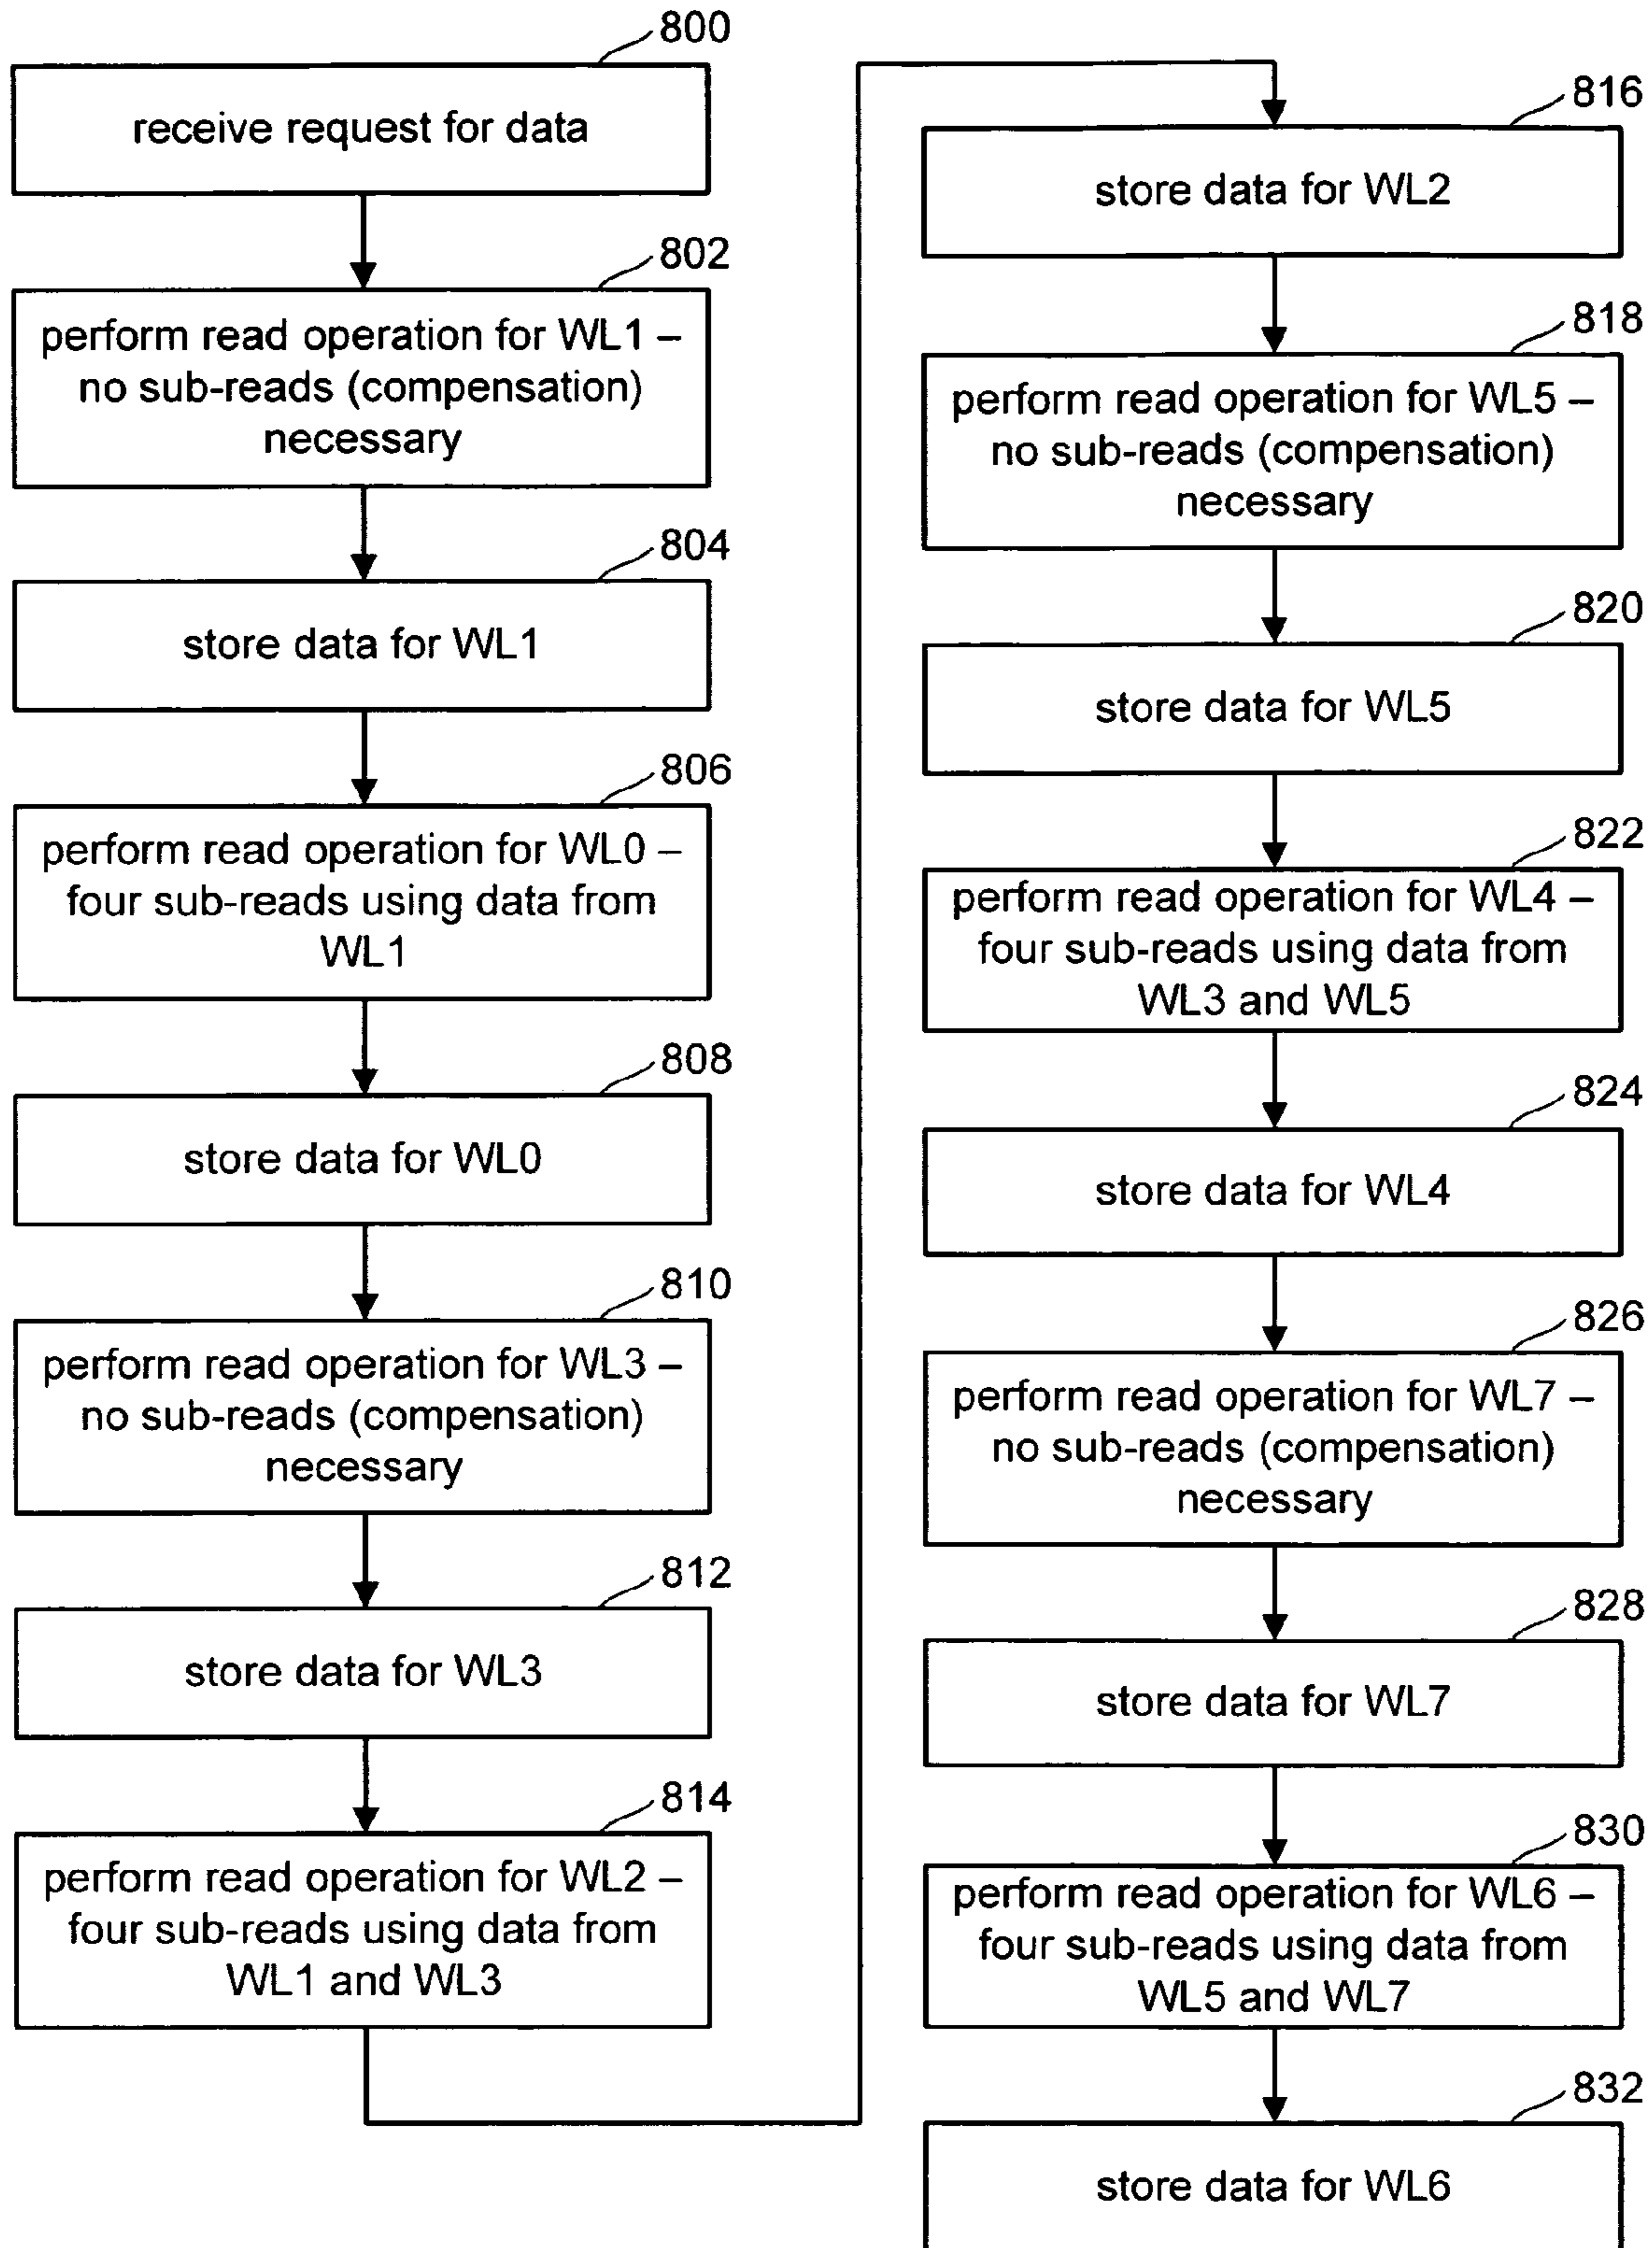 800
receive request for data
802
perform read operation for WL1 –
no sub-reads (compensation)
necessary
804
store data for WL1
806
perform read operation for WL0 –
four sub-reads using data from
WL1
808
store data for WL0
810
perform read operation for WL3 –
no sub-reads (compensation)
necessary
812
store data for WL3
814
perform read operation for WL2 –
four sub-reads using data from
WL1 and WL3
816
store data for WL2
818
perform read operation for WL5 –
no sub-reads (compensation)
necessary
820
store data for WL5
822
perform read operation for WL4 –
four sub-reads using data from
WL3 and WL5
824
store data for WL4
826
perform read operation for WL7 –
no sub-reads (compensation)
necessary
828
store data for WL7
830
perform read operation for WL6 –
four sub-reads using data from
WL5 and WL7
832
store data for WL6